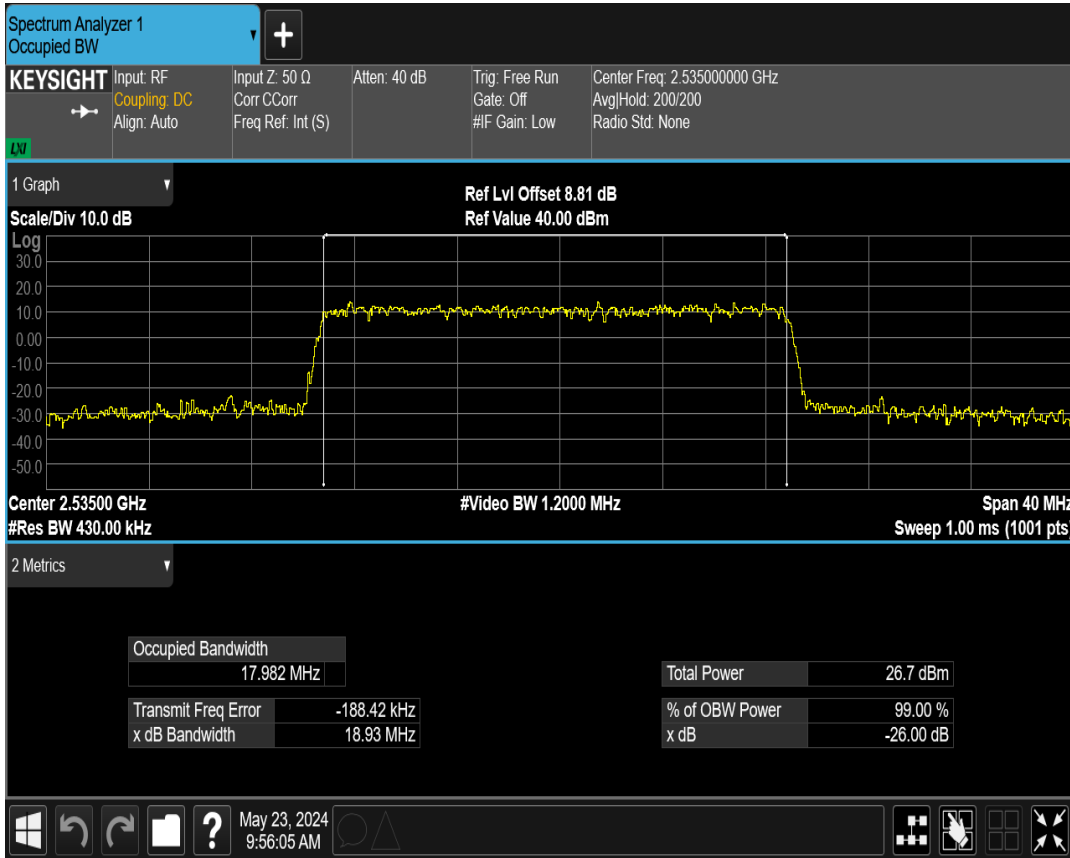 Spectrum Analyzer 1
Occupied BW
KEYSIGHT
LXI
Input: RF
Coupling: DC
Align: Auto
Input Z: 50 Ω
Corr CCorr
Freq Ref: Int (S)
Atten: 40 dB
Trig: Free Run
Gate: Off
#IF Gain: Low
Center Freq: 2.535000000 GHz
Avg|Hold: 200/200
Radio Std: None
1 Graph
Scale/Div 10.0 dB
Ref Lvl Offset 8.81 dB
Ref Value 40.00 dBm
Log
30.0
20.0
10.0
0.00
-10.0
-20.0
-30.0
-40.0
-50.0
Center 2.53500 GHz
#Video BW 1.2000 MHz
Span 40 MHz
#Res BW 430.00 kHz
Sweep 1.00 ms (1001 pts)
2 Metrics
Occupied Bandwidth
17.982 MHz
Total Power 26.7 dBm
Transmit Freq Error -188.42 kHz
% of OBW Power 99.00 %
x dB Bandwidth 18.93 MHz
x dB -26.00 dB
?
May 23, 2024
9:56:05 AM